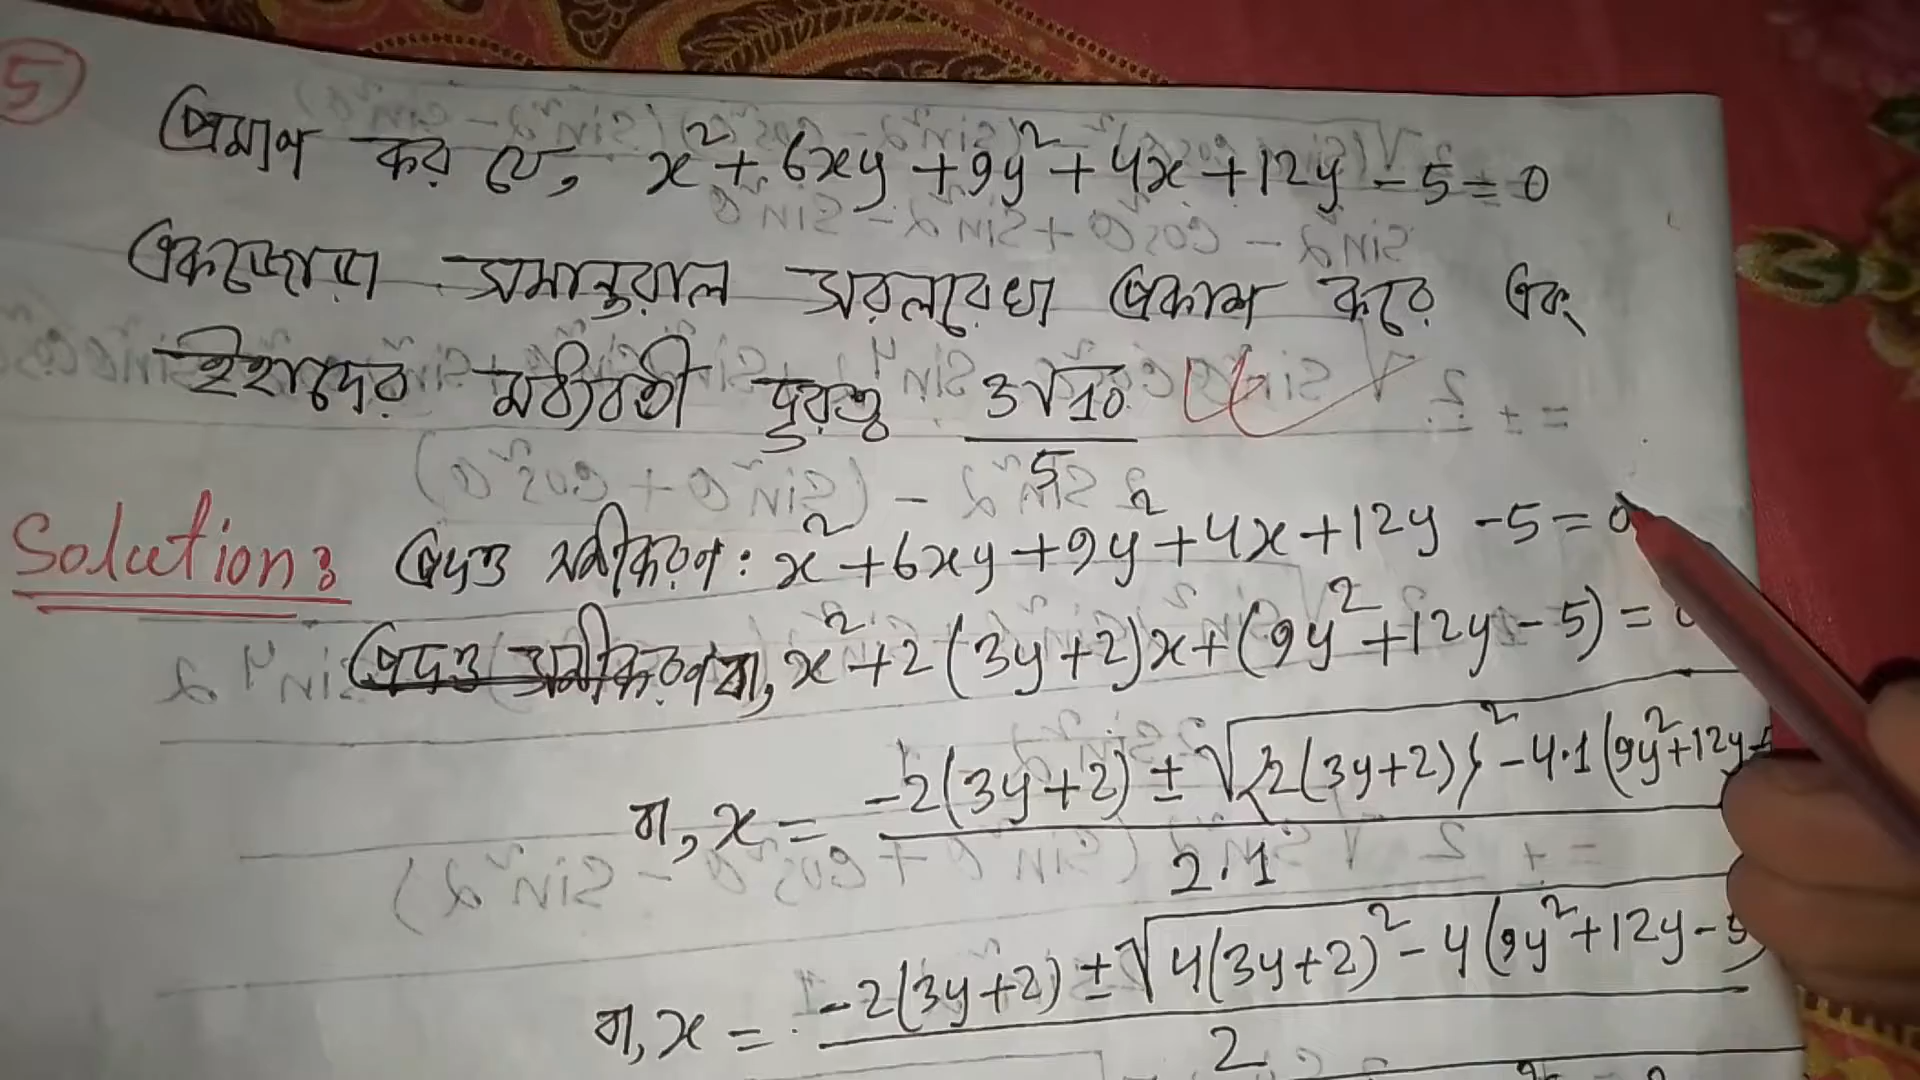 5
প্রমাণ কর যে, x² + 6xy + 9y² + 4x + 12y - 5 = 0
একজোড়া সমান্তরাল সরলরেখা প্রকাশ করে এবং
ইহাদের মধ্যবর্তী দুরত্ব 3√10/5
Solution: প্রদত্ত সমীকরণ: x² + 6xy + 9y² + 4x + 12y - 5 = 0
বা, x² + 2(3y+2)x + (9y² + 12y - 5) =
বা, x = -2(3y+2) ± √{2(3y+2)}² - 4·1(9y²+12y-5 / 2·1
বা, x = -2(3y+2) ± √4(3y+2)² - 4(9y²+12y-5) / 2